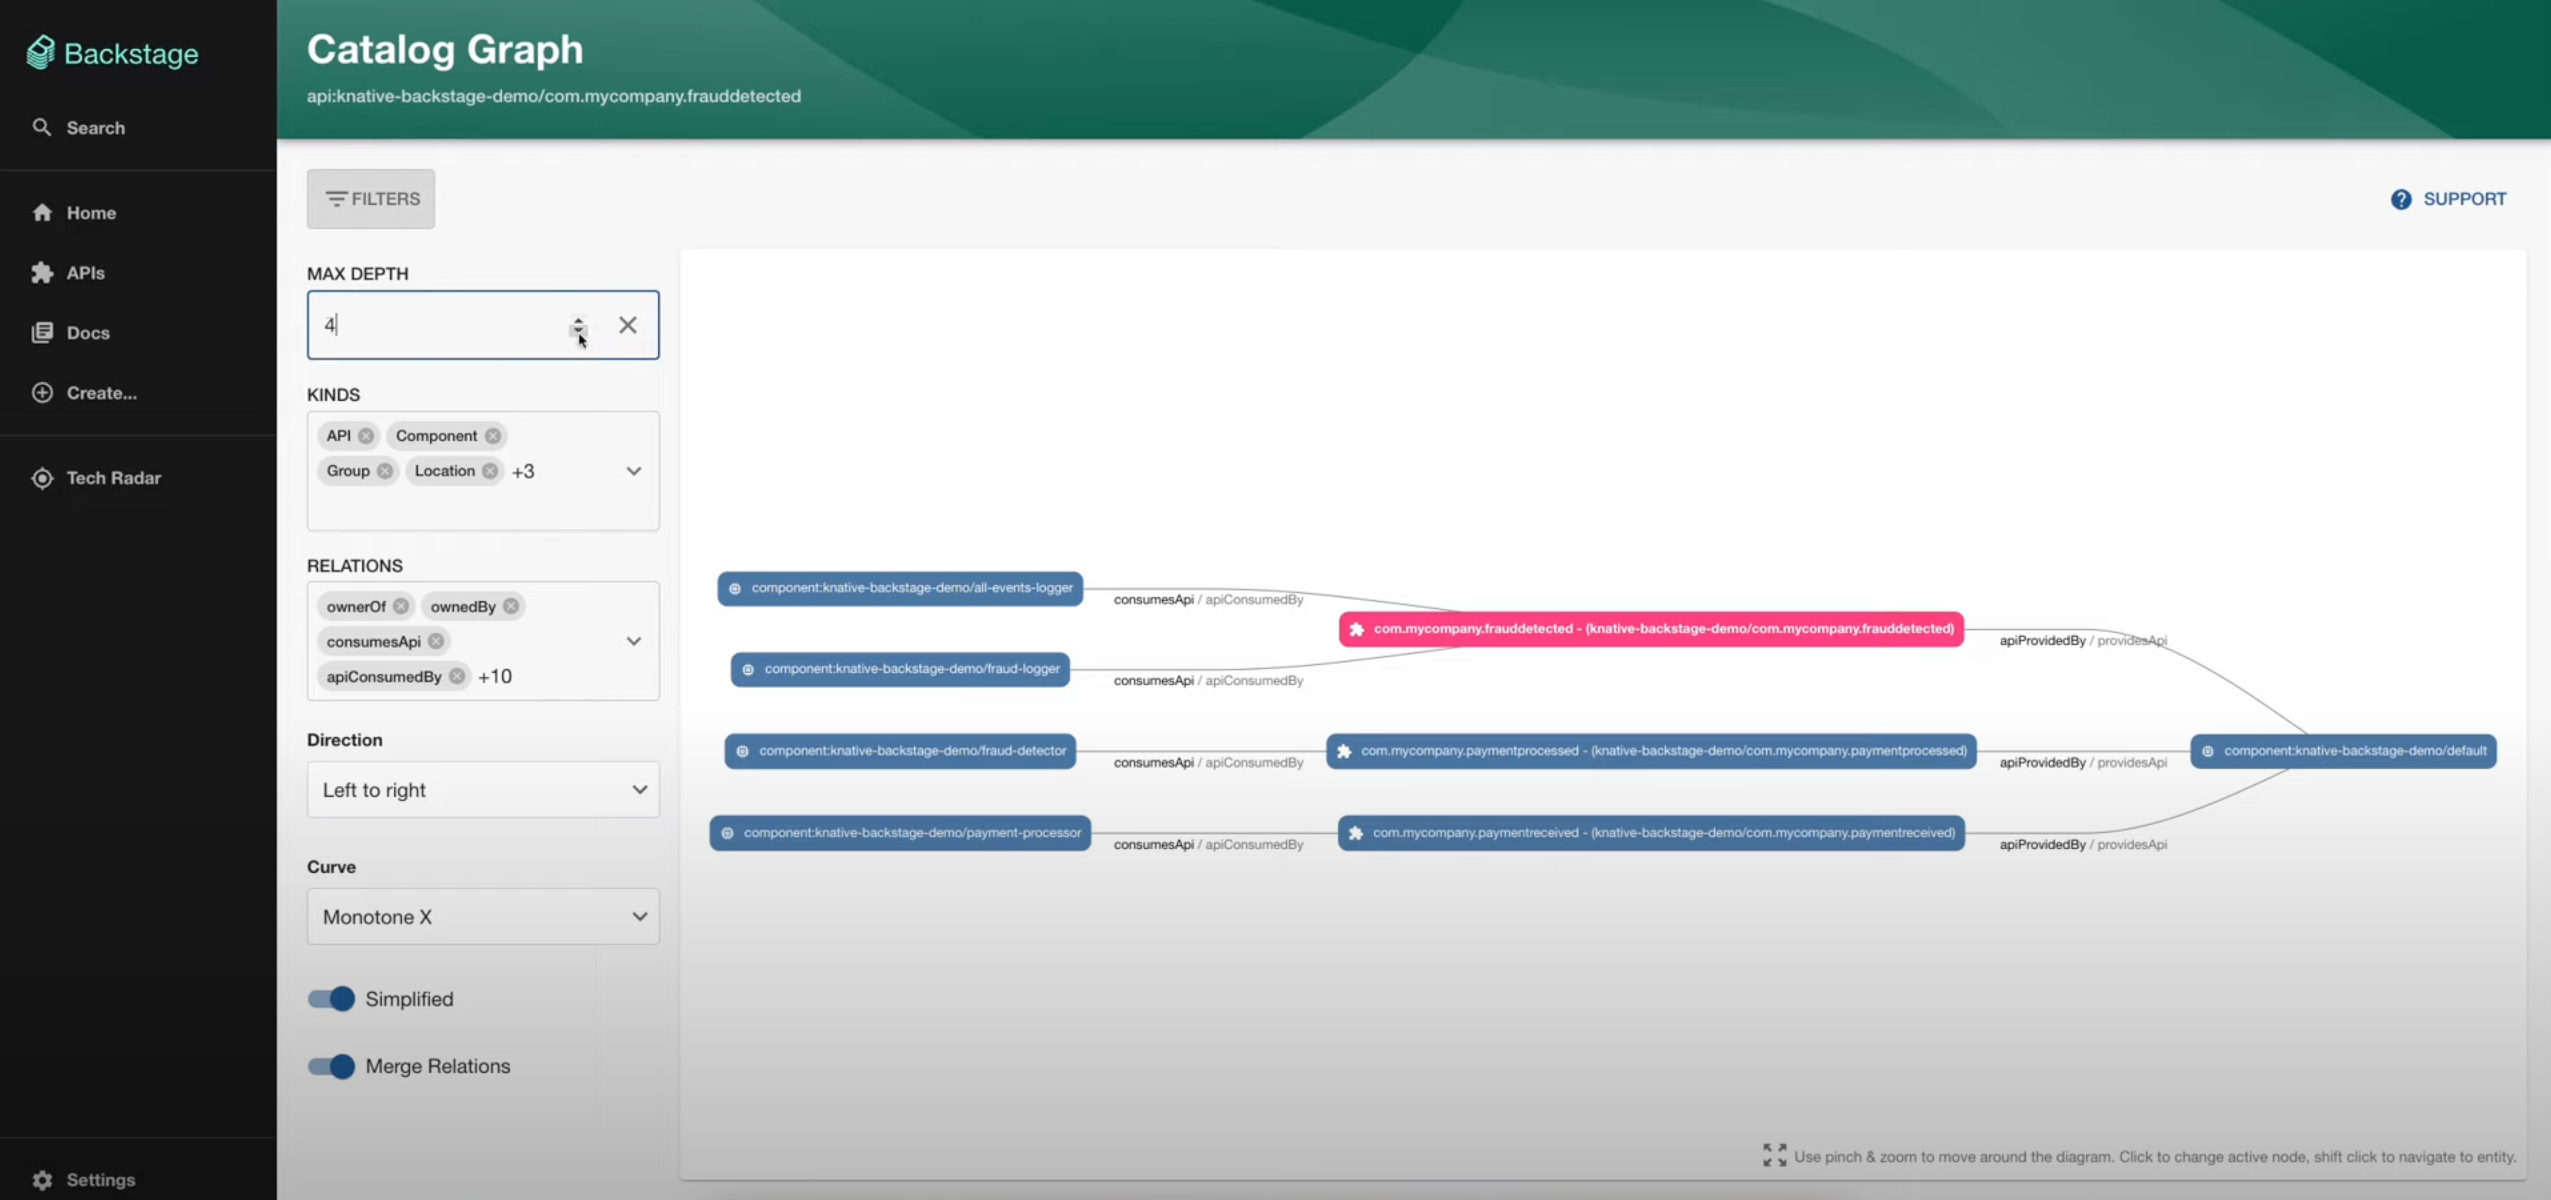 Backstage
Search
Home
APIs
Docs
Create...
Tech Radar
Settings
Catalog Graph
api:knative-backstage-demo/com.mycompany.frauddetected
FILTERS
SUPPORT
MAX DEPTH
4
KINDS
API Component
Group Location +3
RELATIONS
ownerOf ownedBy
consumesApi
apiConsumedBy +10
Direction
Left to right
Curve
Monotone X
Simplified
Merge Relations
component:knative-backstage-demo/all-events-logger
consumesApi / apiConsumedBy
com.mycompany.frauddetected - (knative-backstage-demo/com.mycompany.frauddetected)
apiProvidedBy / providesApi
component:knative-backstage-demo/fraud-logger
consumesApi / apiConsumedBy
component:knative-backstage-demo/fraud-detector
consumesApi / apiConsumedBy
com.mycompany.paymentprocessed - (knative-backstage-demo/com.mycompany.paymentprocessed)
apiProvidedBy / providesApi
component:knative-backstage-demo/default
component:knative-backstage-demo/payment-processor
consumesApi / apiConsumedBy
com.mycompany.paymentreceived - (knative-backstage-demo/com.mycompany.paymentreceived)
apiProvidedBy / providesApi
Use pinch & zoom to move around the diagram. Click to change active node, shift click to navigate to entity.